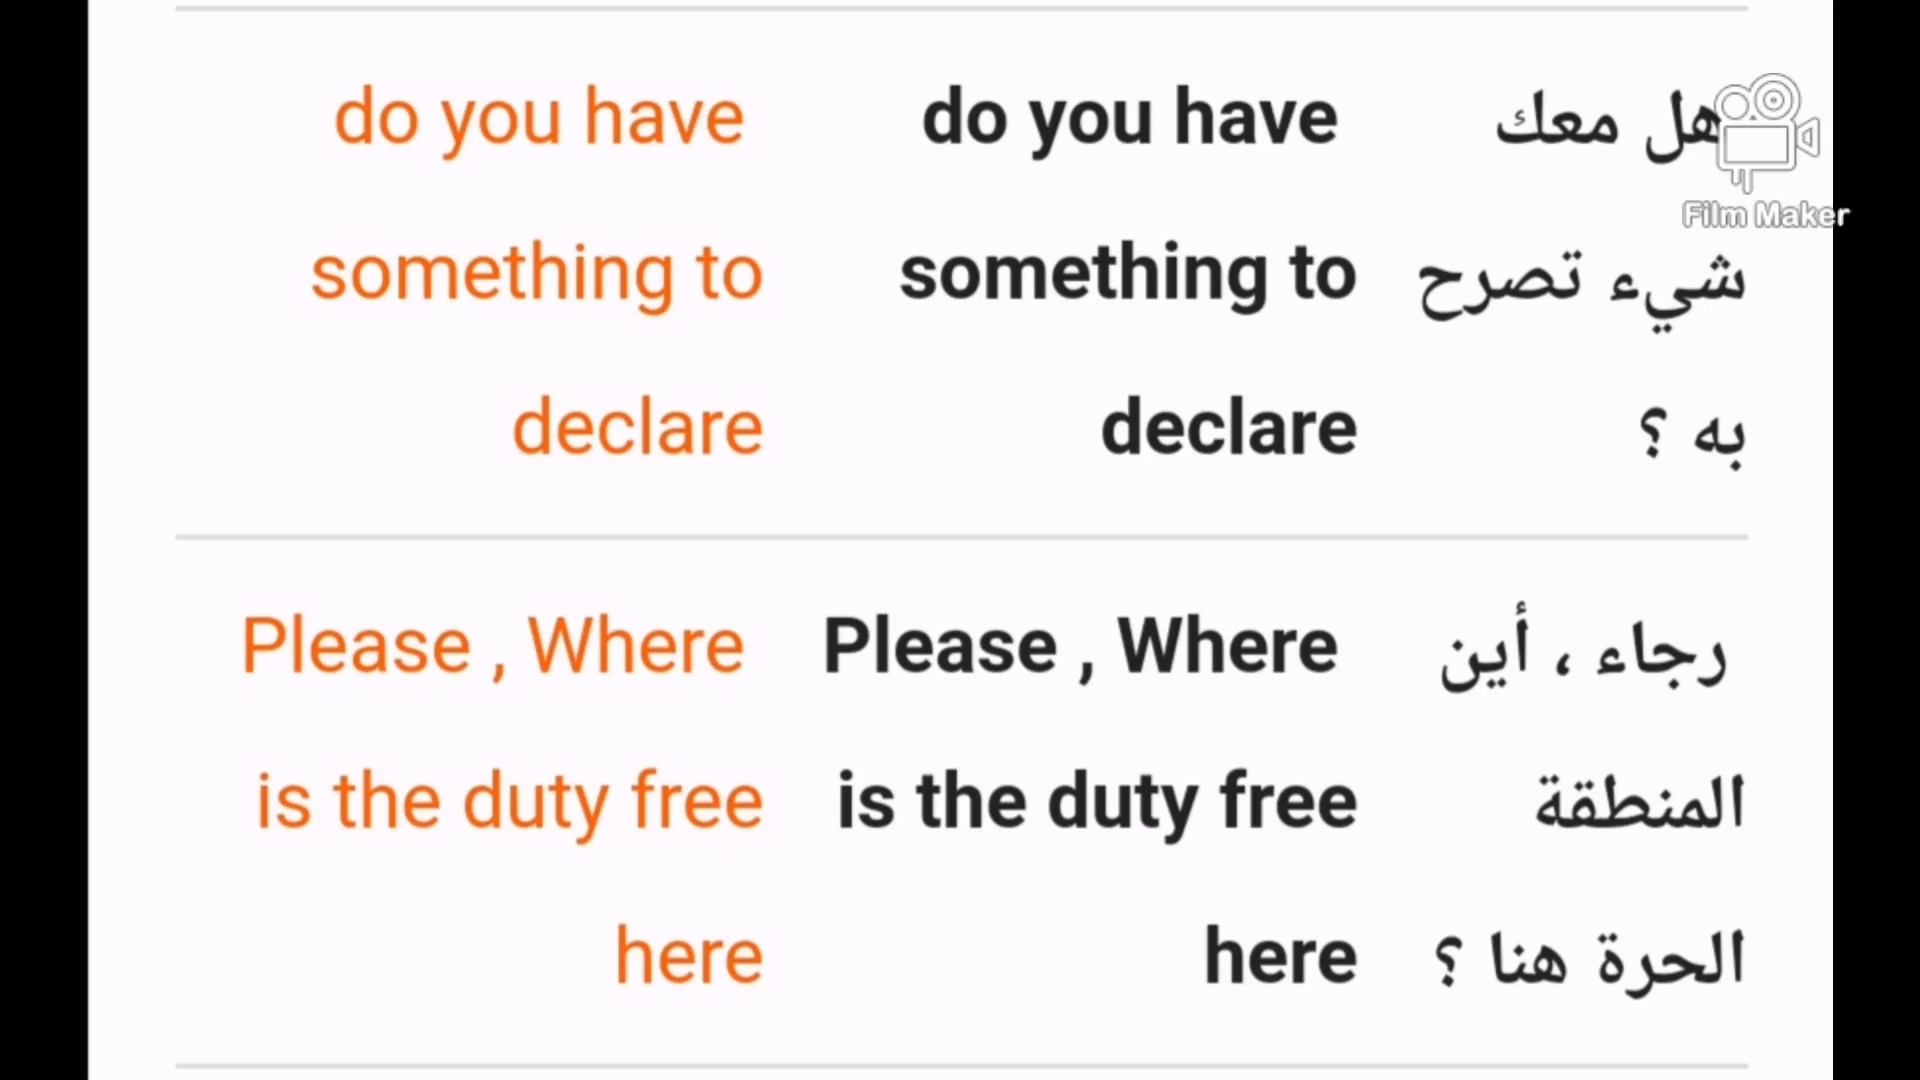 do you have do you have هل معك
something to something to شيء تصرح
declare declare به ؟
Please , Where Please , Where رجاء ، أين
is the duty free is the duty free المنطقة
here here الحرة هنا ؟
Film Maker